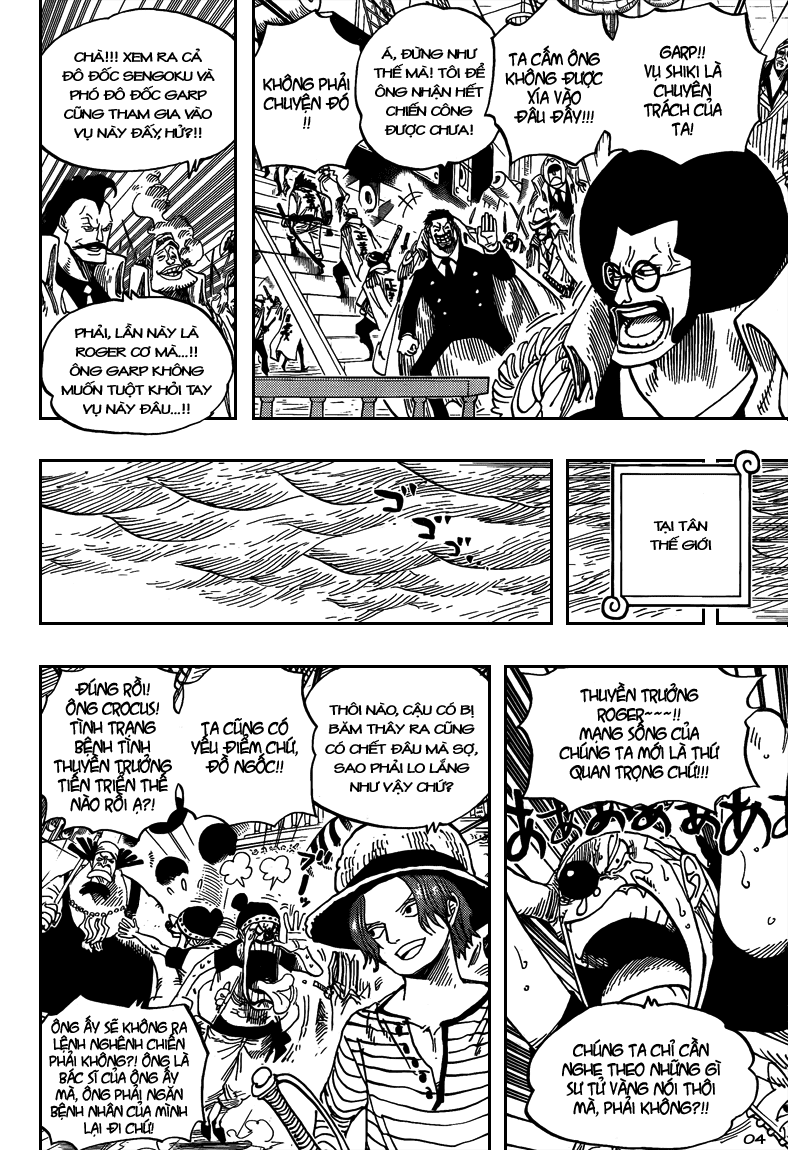 GARP!!
VỤ SHIKI LÀ
CHUYÊN
TRÁCH CỦA
TA!
TA CẤM ÔNG
KHÔNG ĐƯỢC
XÍA VÀO
ĐÂU ĐẤY!!!
Á, ĐỪNG NHƯ
THẾ MÀ! TÔI ĐỂ
ÔNG NHẬN HẾT
CHIẾN CÔNG
ĐƯỢC CHƯA!
KHÔNG PHẢI
CHUYỆN ĐÓ
!!
CHÀ!!! XEM RA CẢ
ĐÔ ĐỐC SENGOKU VÀ
PHÓ ĐÔ ĐỐC GARP
CŨNG THAM GIA VÀO
VỤ NÀY ĐẤY, HỬ?!!
PHẢI, LẦN NÀY LÀ
ROGER CƠ MÀ...!!
ÔNG GARP KHÔNG
MUỐN TUỘT KHỎI TAY
VỤ NÀY ĐÂU...!!
TẠI TÂN
THẾ GIỚI
ゴゴゴ
THUYỀN TRƯỞNG
ROGER~~~!!
MẠNG SỐNG CỦA
CHÚNG TA MỚI LÀ THỨ
QUAN TRỌNG CHỨ!!!
CHÚNG TA CHỈ CẦN
NGHE THEO NHỮNG GÌ
SƯ TỬ VÀNG NÓI THÔI
MÀ, PHẢI KHÔNG?!!
THÔI NÀO, CẬU CÓ BỊ
BĂM THÂY RA CŨNG
CÓ CHẾT ĐÂU MÀ SỢ,
SAO PHẢI LO LẮNG
NHƯ VẬY CHỨ?
TA CŨNG CÓ
YẾU ĐIỂM CHỨ,
ĐỒ NGỐC!!
ĐÚNG RỒI!
ÔNG CROCUS!
TÌNH TRẠNG
BỆNH TÌNH
THUYỀN TRƯỞNG
TIẾN TRIỂN THẾ
NÀO RỒI Ạ?!
ÔNG ẤY SẼ KHÔNG RA
LỆNH NGHÊNH CHIẾN
PHẢI KHÔNG?! ÔNG LÀ
BÁC SĨ CỦA ÔNG ẤY
MÀ, ÔNG PHẢI NGĂN
BỆNH NHÂN CỦA MÌNH
LẠI ĐI CHỨ!
04